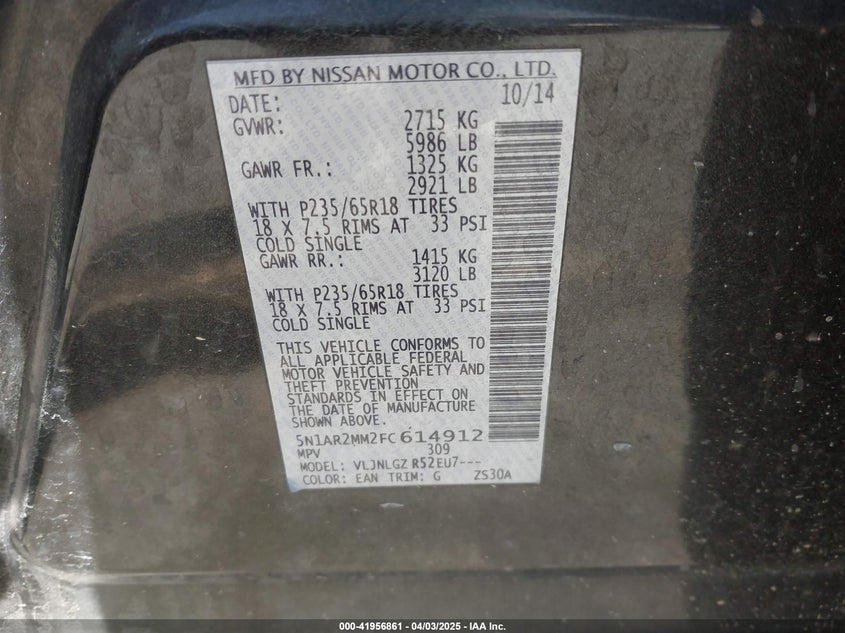 MFD BY NISSAN MOTOR CO., LTD.
DATE: 10/14
GVWR: 2715 KG
5986 LB
GAWR FR.: 1325 KG
2921 LB
WITH P235/65R18 TIRES
18 X 7.5 RIMS AT 33 PSI
COLD SINGLE
GAWR RR.: 1415 KG
3120 LB
WITH P235/65R18 TIRES
18 X 7.5 RIMS AT 33 PSI
COLD SINGLE
THIS VEHICLE CONFORMS TO
ALL APPLICABLE FEDERAL
MOTOR VEHICLE SAFETY AND
THEFT PREVENTION
STANDARDS IN EFFECT ON
THE DATE OF MANUFACTURE
SHOWN ABOVE.
5N1AR2MM2FC614912
MPV 309
MODEL: VLJNLGZ R52EU7---
COLOR: EAN TRIM: G ZS30A
000-41956861 - 04/03/2025 - IAA Inc.